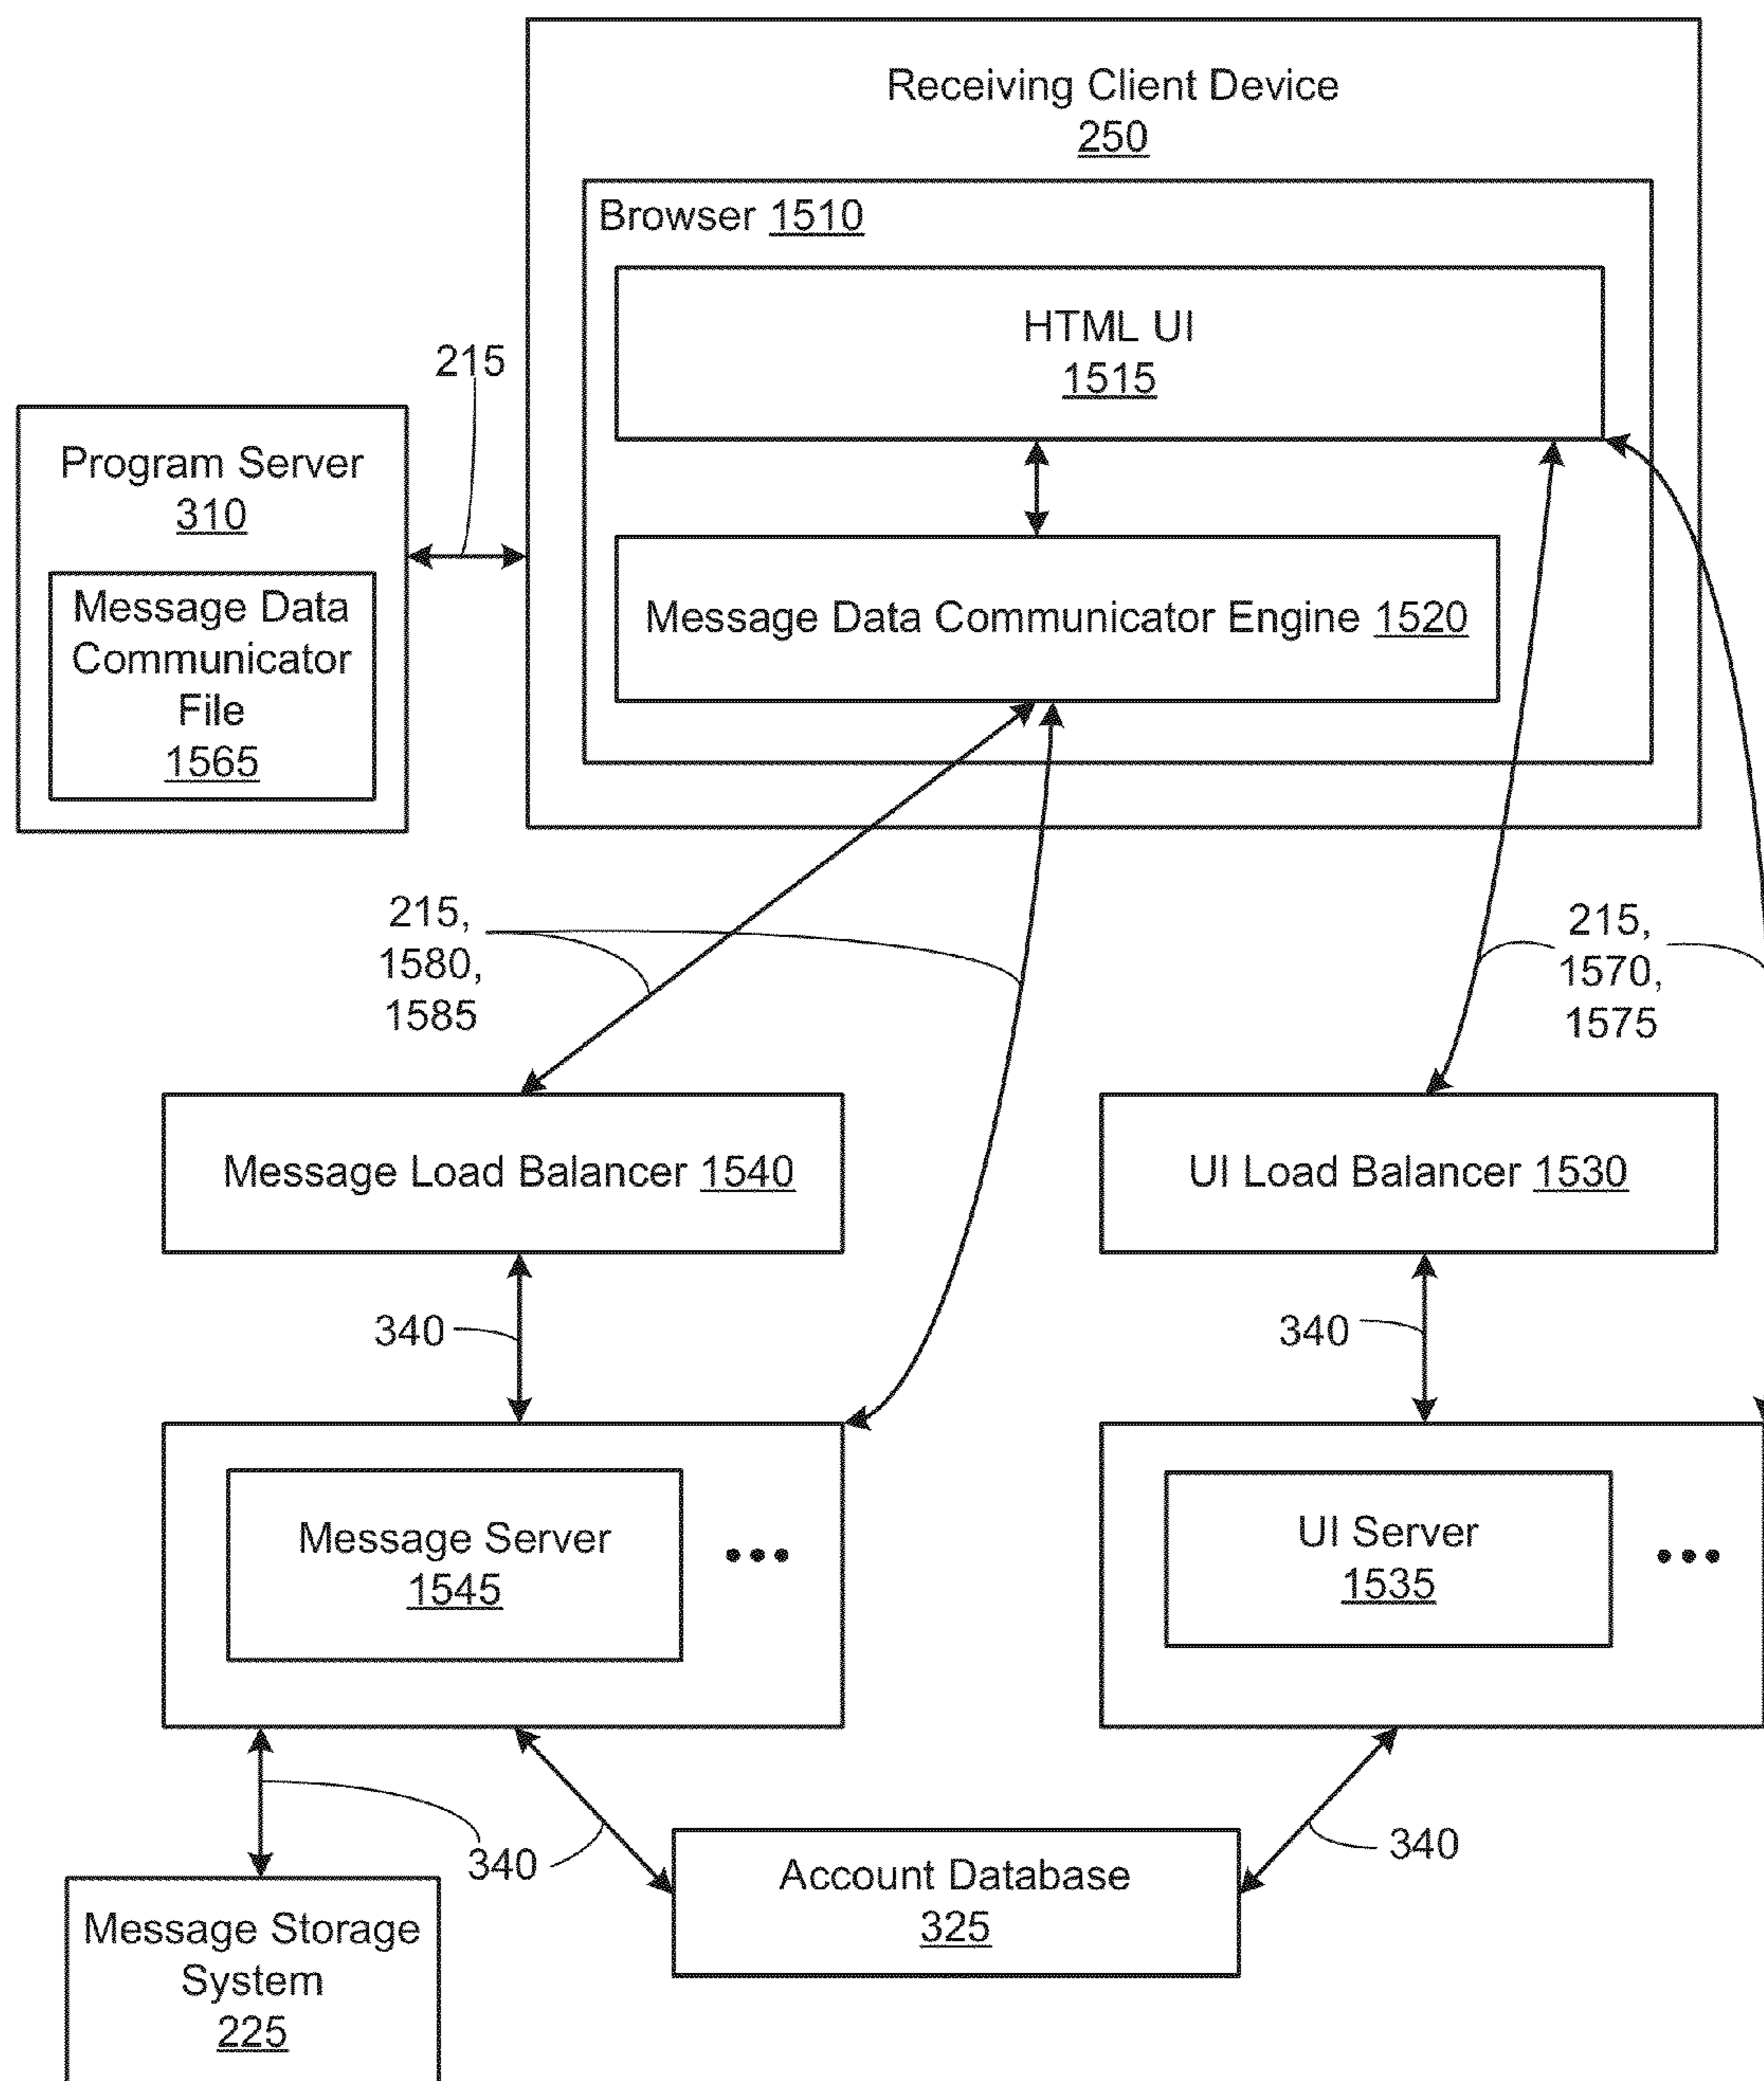 Receiving Client Device
250
Browser 1510
HTML UI
1515
215
Program Server
310
Message Data
Communicator
File
1565
Message Data Communicator Engine 1520
215,
1580,
1585
215,
1570,
1575
Message Load Balancer 1540
UI Load Balancer 1530
340
340
Message Server
1545
•••
UI Server
1535
•••
340
340
Account Database
325
Message Storage
System
225